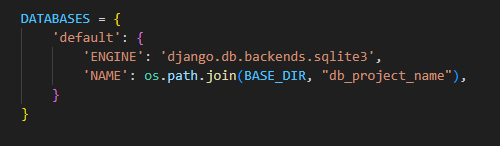 DATABASES = {
    'default': {
        'ENGINE': 'django.db.backends.sqlite3',
        'NAME': os.path.join(BASE_DIR, "db_project_name"),
    }
}